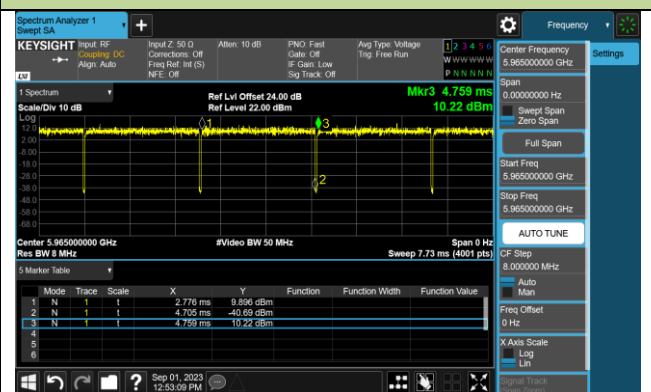 Spectrum Analyzer 1
Swept SA
+
Frequency
KEYSIGHT
Input: RF
Coupling: DC
Align: Auto
Input Z: 50 Ω
Corrections: Off
Freq Ref: Int (S)
NFE: Off
Atten: 10 dB
PNO: Fast
Gate: Off
IF Gain: Low
Sig Track: Off
Avg Type: Voltage
Trig: Free Run
1 2 3 4 5 6
W W W W W W
P N N N N N
LXI
Center Frequency
5.965000000 GHz
Settings
Span
0.00000000 Hz
Swept Span
Zero Span
Full Span
Start Freq
5.965000000 GHz
Stop Freq
5.965000000 GHz
AUTO TUNE
CF Step
8.000000 MHz
Auto
Man
Freq Offset
0 Hz
X Axis Scale
Log
Lin
Signal Track
(Span Zoom)
1 Spectrum
Scale/Div 10 dB
Ref Lvl Offset 24.00 dB
Ref Level 22.00 dBm
Mkr3 4.759 ms
10.22 dBm
Log
12.0
2.00
-8.00
-18.0
-28.0
-38.0
-48.0
-58.0
-68.0
1
3
2
Center 5.965000000 GHz
Res BW 8 MHz
#Video BW 50 MHz
Span 0 Hz
Sweep 7.73 ms (4001 pts)
5 Marker Table
Mode Trace Scale X Y Function Function Width Function Value
1 N 1 t 2.776 ms 9.896 dBm
2 N 1 t 4.705 ms -40.69 dBm
3 N 1 t 4.759 ms 10.22 dBm
4
5
6
?
Sep 01, 2023
12:53:09 PM